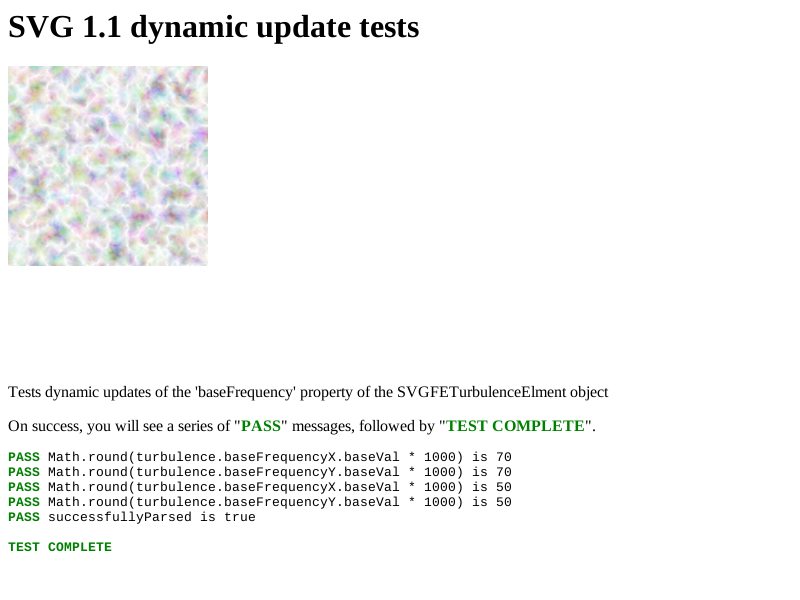 SVG 1.1 dynamic update tests
Tests dynamic updates of the 'baseFrequency' property of the SVGFETurbulenceElment object
On success, you will see a series of "PASS" messages, followed by "TEST COMPLETE".
PASS Math.round(turbulence.baseFrequencyX.baseVal * 1000) is 70
PASS Math.round(turbulence.baseFrequencyY.baseVal * 1000) is 70
PASS Math.round(turbulence.baseFrequencyX.baseVal * 1000) is 50
PASS Math.round(turbulence.baseFrequencyY.baseVal * 1000) is 50
PASS successfullyParsed is true
TEST COMPLETE